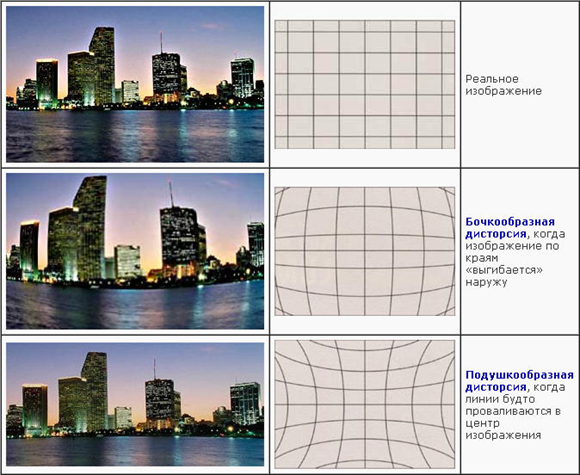 Реальное
изображение
Бочкообразная
дисторсия, когда
изображение по
краям
«выгибается»
наружу
Подушкообразная
дисторсия, когда
линии будто
проваливаются в
центр
изображения